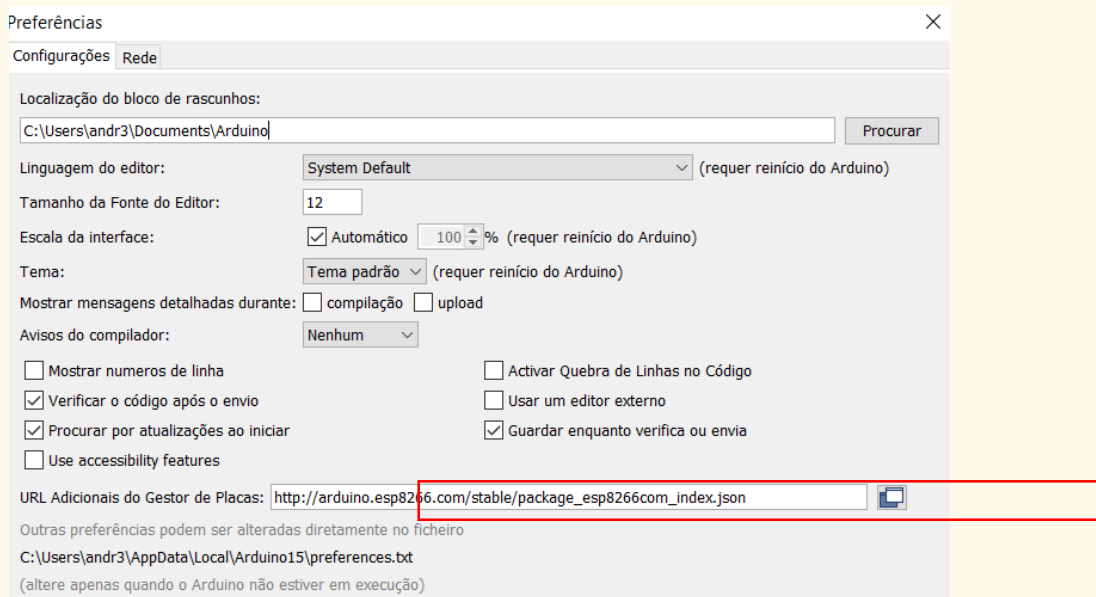 Preferências
Configurações Rede
Localização do bloco de rascunhos:
C:\Users\andr3\Documents\Arduino Procurar
Linguagem do editor: System Default (requer reinício do Arduino)
Tamanho da Fonte do Editor: 12
Escala da interface: Automático 100 % (requer reinício do Arduino)
Tema: Tema padrão (requer reinício do Arduino)
Mostrar mensagens detalhadas durante: compilação upload
Avisos do compilador: Nenhum
Mostrar numeros de linha Activar Quebra de Linhas no Código
Verificar o código após o envio Usar um editor externo
Procurar por atualizações ao iniciar Guardar enquanto verifica ou envia
Use accessibility features
URL Adicionais do Gestor de Placas: http://arduino.esp8266.com/stable/package_esp8266com_index.json
Outras preferências podem ser alteradas diretamente no ficheiro
C:\Users\andr3\AppData\Local\Arduino15\preferences.txt
(altere apenas quando o Arduino não estiver em execução)